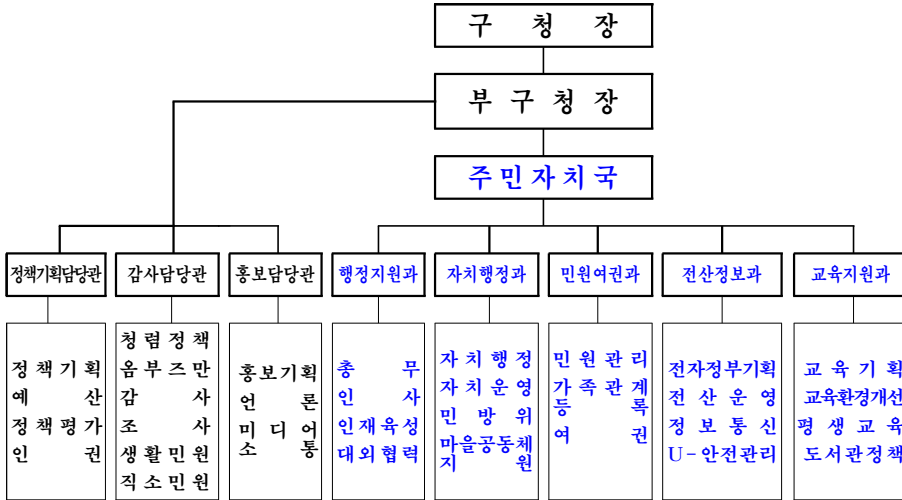 구 청 장
부 구 청 장
주 민 자 치 국
정책기획담당관
감사담당관
홍보담당관
행정지원과
자치행정과
민원여권과
전산정보과
교육지원과
정 책 기 획
예 산
정 책 평 가
인 권
청 렴 정 책
옴 부 즈 만
감 사
조 사
생 활 민 원
직 소 민 원
홍 보 기 획
언 론
미 디 어
소 통
총 무
인 사
인 재 육 성
대 외 협 력
자 치 행 정
자 치 운 영
민 방 위
마을공동체
지 원
민 원 관 리
가 족 관 계
등 록
여 권
전자정부기획
전 산 운 영
정 보 통 신
U-안전관리
교 육 기 획
교육환경개선
평 생 교 육
도서관정책